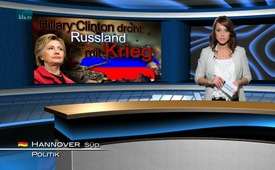 kla.tv
Hillary Clinton droht
Russland
mit Krieg
HANNOVER SÜD
POLITIK